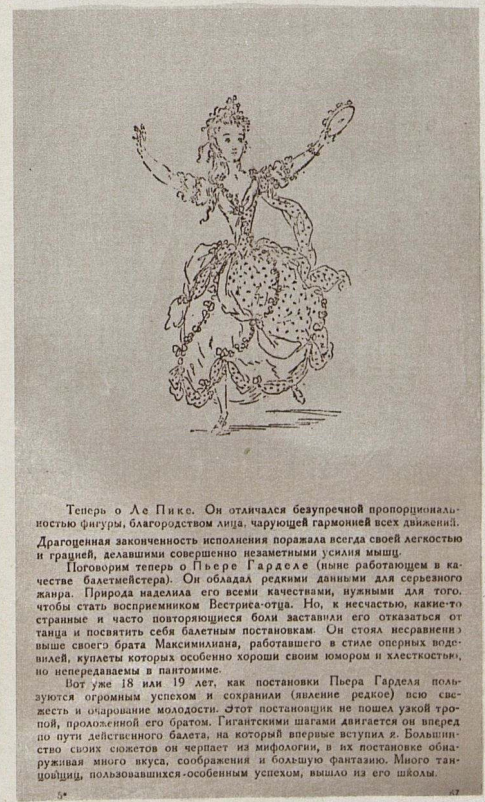 Теперь о Ле Пике. Он отличался безупречной пропорциональ-
ностью фигуры, благородством лица, чарующей гармонией всех движений.
Драгоценная законченность исполнения поражала всегда своей легкостью
и грацией, делавшими совершенно незаметными усилия мышц.
Поговорим теперь о Пьере Гарделе (ныне работающем в ка-
честве балетмейстера). Он обладал редкими данными для серьезного
жанра. Природа наделила его всеми качествами, нужными для того,
чтобы стать восприемником Вестриса-отца. Но, к несчастью, какие-то
странные и часто повторяющиеся боли заставили его отказаться от
танца и посвятить себя балетным постановкам. Он стоял несравненно
выше своего брата Максимилиана, работавшего в стиле оперных воде-
вилей, куплеты которых особенно хороши своим юмором и хлесткостью,
но непередаваемы в пантомиме.
Вот уже 18 или 19 лет, как постановки Пьера Гарделя поль-
зуются огромным успехом и сохранили (явление редкое) всю све-
жесть и очарование молодости. Этот постановщик не пошел узкой тро-
пой, проложенной его братом. Гигантскими шагами двигается он вперед
по пути действенного балета, на который впервые вступил я. Большин-
ство своих сюжетов он черпает из мифологии, в их постановке обна-
руживая много вкуса, соображения и большую фантазию. Много тан-
цовщиц, пользовавшихся особенным успехом, вышло из его школы.
5*
67